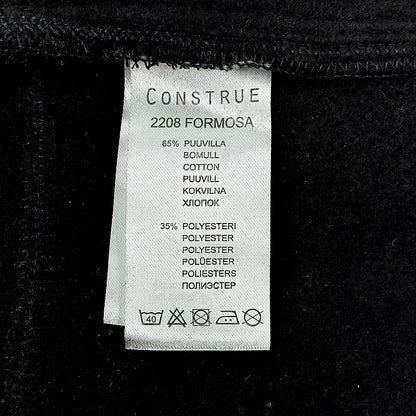 CONSTRUE
2208 FORMOSA
65% PUUVILLA
BOMULL
COTTON
PUUVILL
KOKVILNA
ХЛОПОК
35% POLYESTERI
POLYESTER
POLYESTER
POLÜESTER
POLIESTERS
ПОЛИЭСТЕР
40